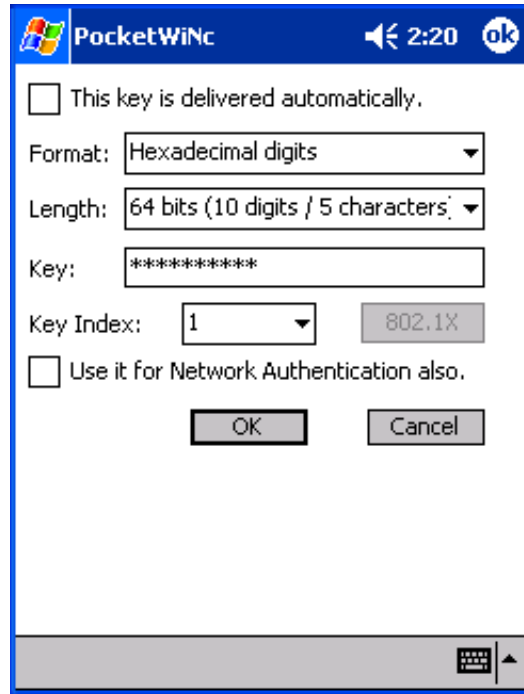 PocketWiNc 2:20 ok
This key is delivered automatically.
Format: Hexadecimal digits
Length: 64 bits (10 digits / 5 characters)
Key: **********
Key Index: 1 802.1X
Use it for Network Authentication also.
OK Cancel